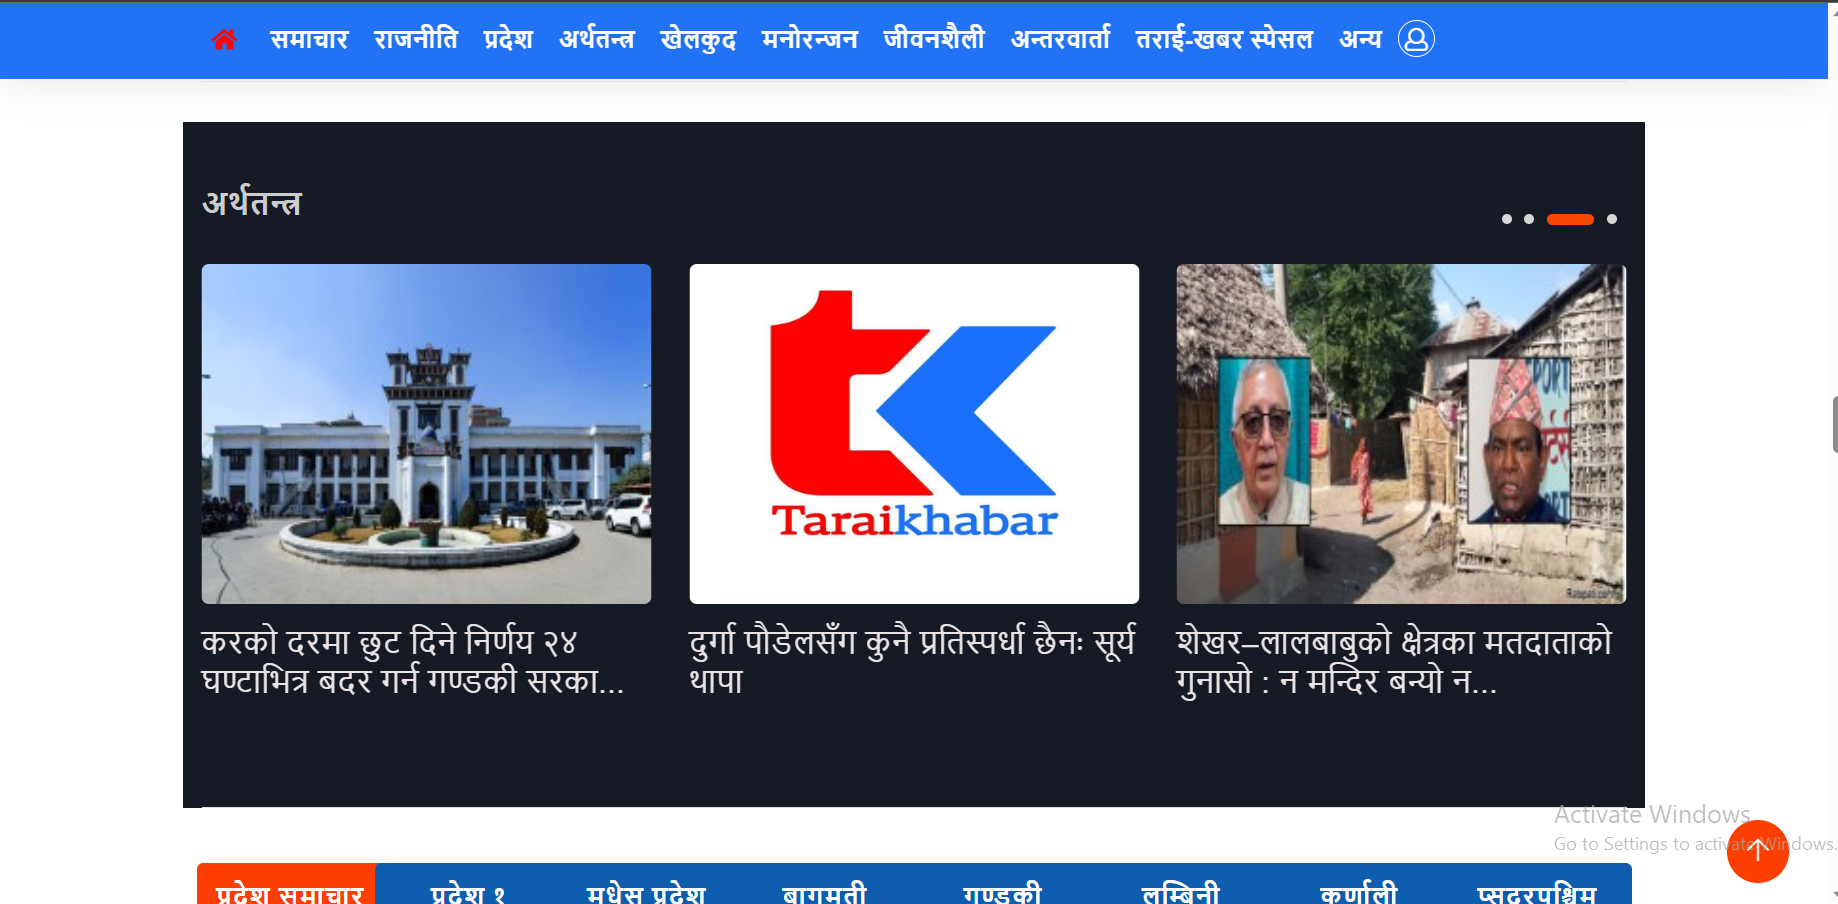 समाचार राजनीति प्रदेश अर्थतन्त्र खेलकुद मनोरन्जन जीवनशैली अन्तरवार्ता तराई-खबर स्पेसल अन्य
अर्थतन्त्र
Taraikhabar
करको दरमा छुट दिने निर्णय २४
घण्टाभित्र बदर गर्न गण्डकी सरका...
दुर्गा पौडेलसँग कुनै प्रतिस्पर्धा छैनः सूर्य
थापा
शेखर–लालबाबुको क्षेत्रका मतदाताको
गुनासो : न मन्दिर बन्यो न...
Activate Windows
Go to Settings to activate Windows.
प्रदेश समाचार प्रदेश १ मधेस प्रदेश बागमती गण्डकी लुम्बिनी कर्णाली